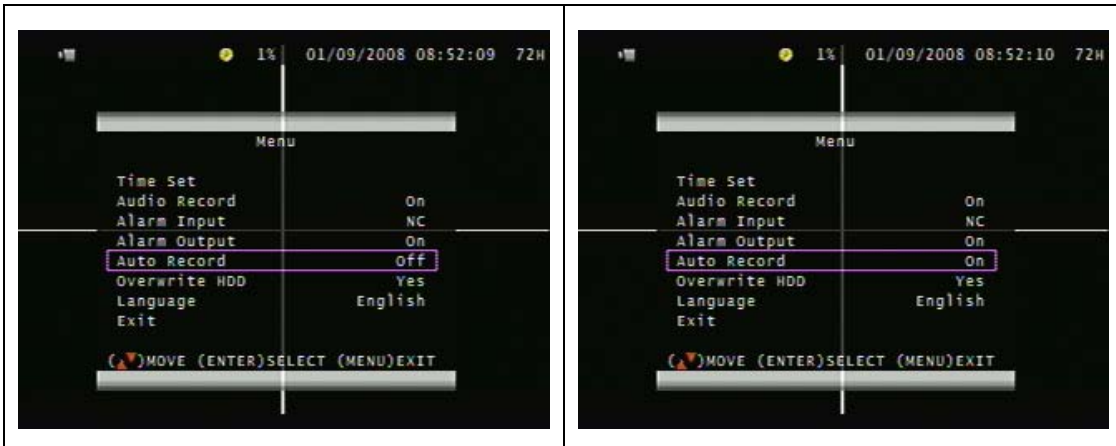 1% 01/09/2008 08:52:09 72H
Menu
Time Set
Audio Record On
Alarm Input NC
Alarm Output On
Auto Record Off
Overwrite HDD Yes
Language English
Exit
(▲▼)MOVE (ENTER)SELECT (MENU)EXIT
1% 01/09/2008 08:52:10 72H
Menu
Time Set
Audio Record On
Alarm Input NC
Alarm Output On
Auto Record On
Overwrite HDD Yes
Language English
Exit
(▲▼)MOVE (ENTER)SELECT (MENU)EXIT